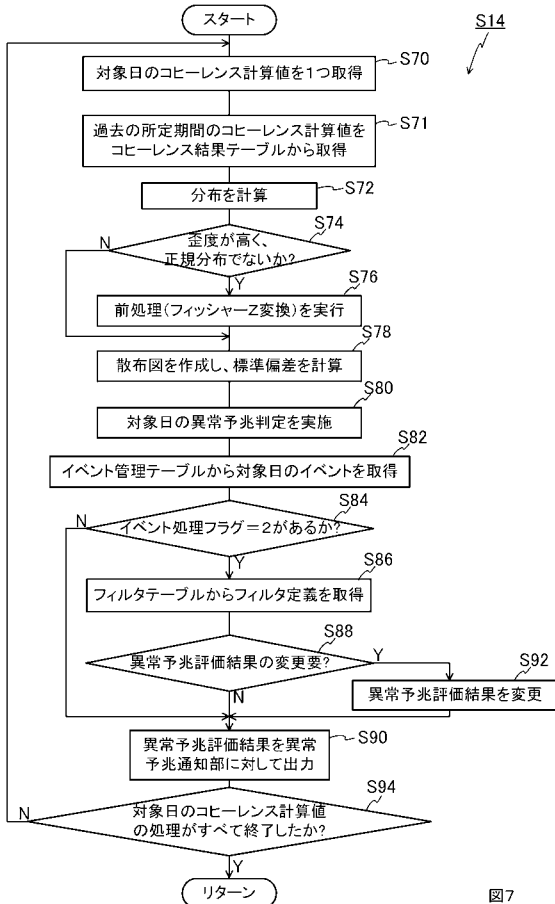 スタート
S14
対象日のコヒーレンス計算値を1つ取得
S70
過去の所定期間のコヒーレンス計算値を
コヒーレンス結果テーブルから取得
S71
分布を計算
S72
歪度が高く、
正規分布でないか?
S74
N
Y
前処理(フィッシャーZ変換)を実行
S76
散布図を作成し、標準偏差を計算
S78
対象日の異常予兆判定を実施
S80
イベント管理テーブルから対象日のイベントを取得
S82
イベント処理フラグ=2があるか?
S84
N
Y
フィルタテーブルからフィルタ定義を取得
S86
異常予兆評価結果の変更要?
S88
Y
N
異常予兆評価結果を変更
S92
異常予兆評価結果を異常
予兆通知部に対して出力
S90
対象日のコヒーレンス計算値
の処理がすべて終了したか?
S94
N
Y
リターン
図7